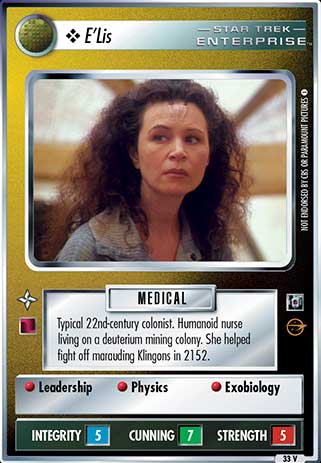 ❖ E'Lis
STAR TREK
ENTERPRISE™
NOT ENDORSED BY CBS OR PARAMOUNT PICTURES
MEDICAL
Typical 22nd-century colonist. Humanoid nurse
living on a deuterium mining colony. She helped
fight off marauding Klingons in 2152.
Leadership Physics Exobiology
INTEGRITY 5 CUNNING 7 STRENGTH 5
33 V